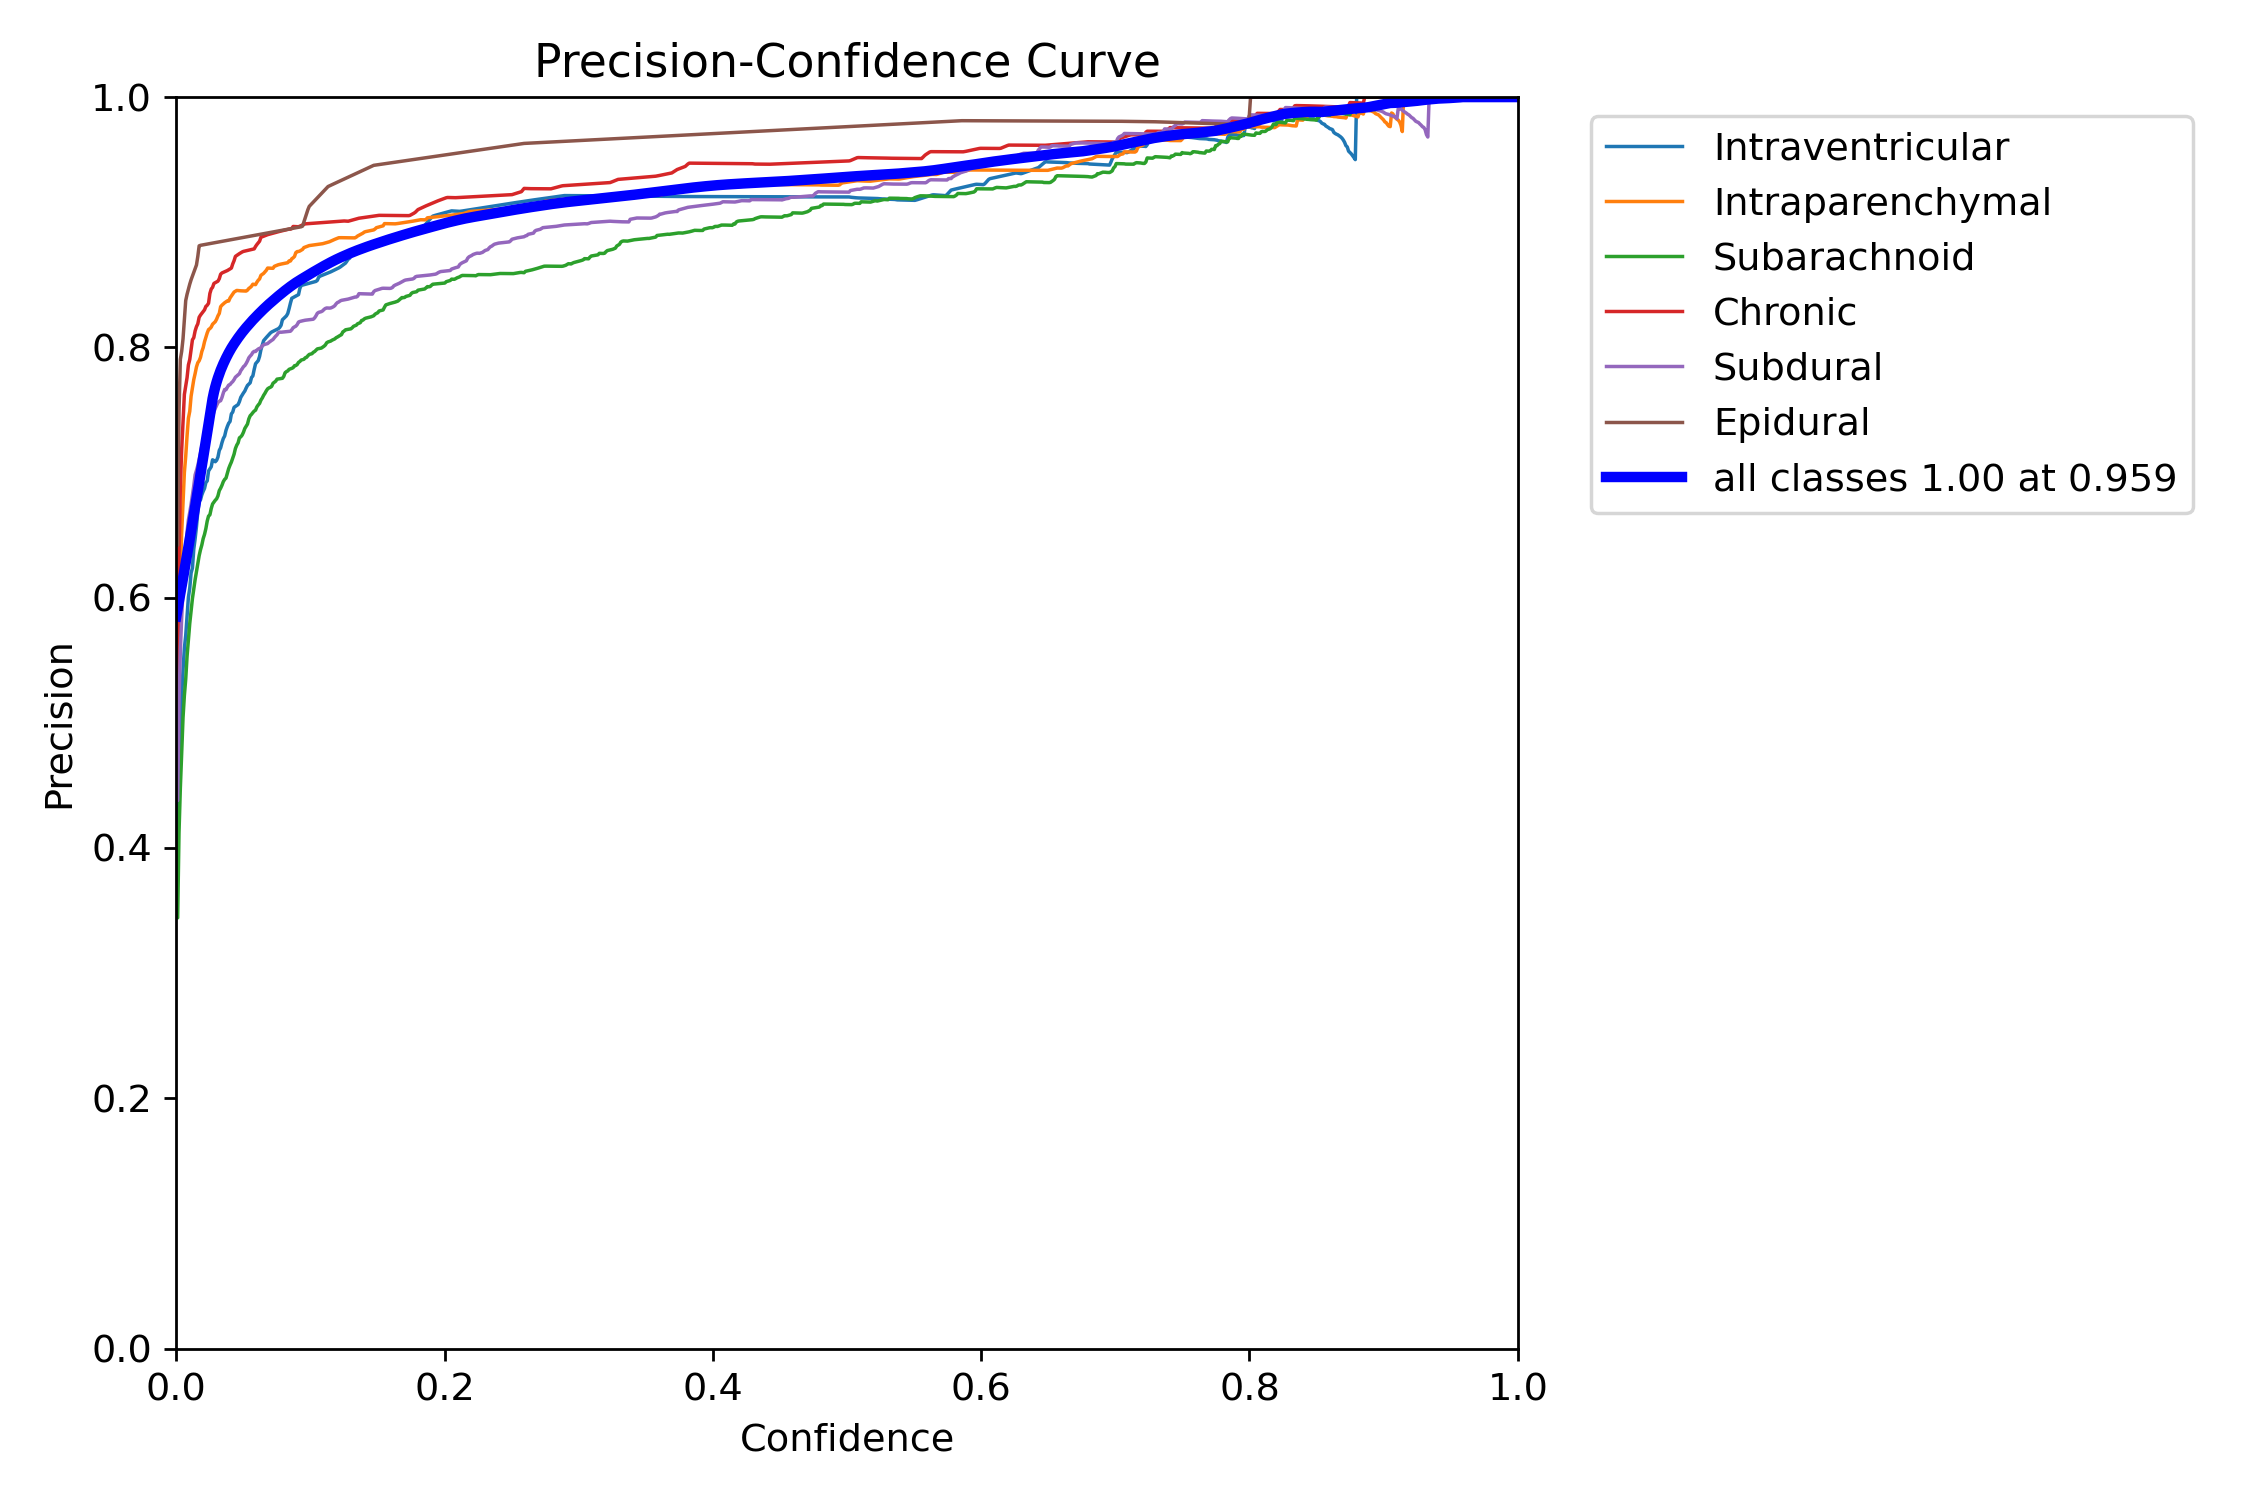 Precision-Confidence Curve
1.0
0.8
0.6
0.4
0.2
0.0
Precision
0.0 0.2 0.4 0.6 0.8 1.0
Confidence
Intraventricular
Intraparenchymal
Subarachnoid
Chronic
Subdural
Epidural
all classes 1.00 at 0.959